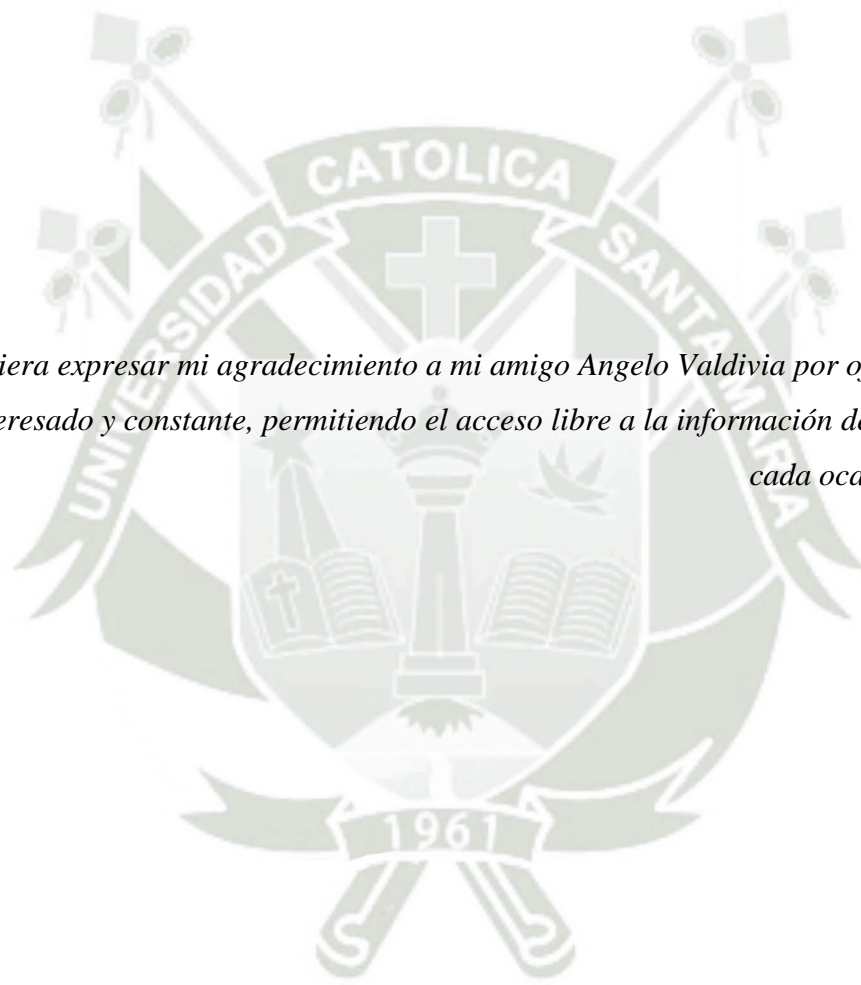 UNIVERSIDAD CATOLICA SANTA MARIA
iera expresar mi agradecimiento a mi amigo Angelo Valdivia por
eresado y constante, permitiendo el acceso libre a la información
cada
1961